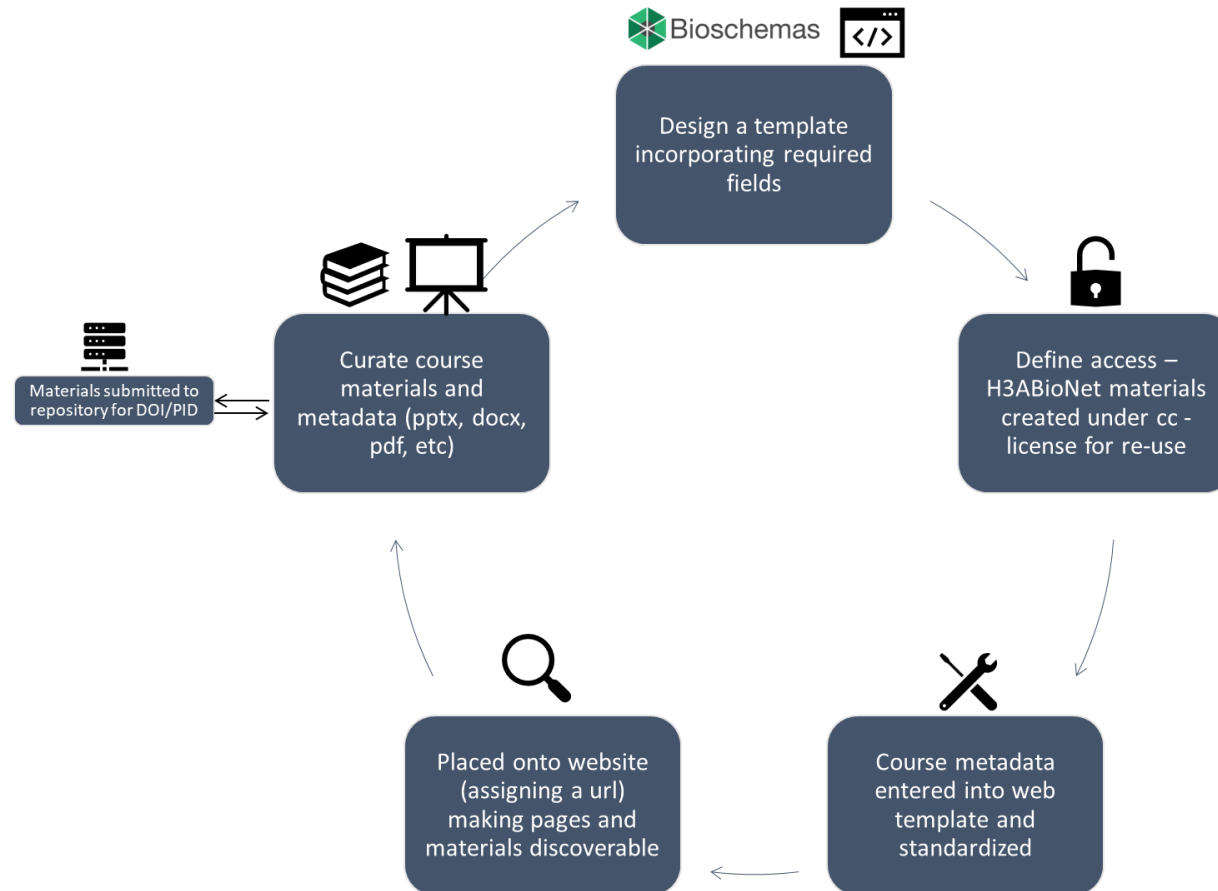 Bioschemas
</>
Design a template
incorporating required
fields
Define access –
H3ABioNet materials
created under cc -
license for re-use
Course metadata
entered into web
template and
standardized
Placed onto website
(assigning a url)
making pages and
materials discoverable
Curate course
materials and
metadata (pptx, docx,
pdf, etc)
Materials submitted to
repository for DOI/PID